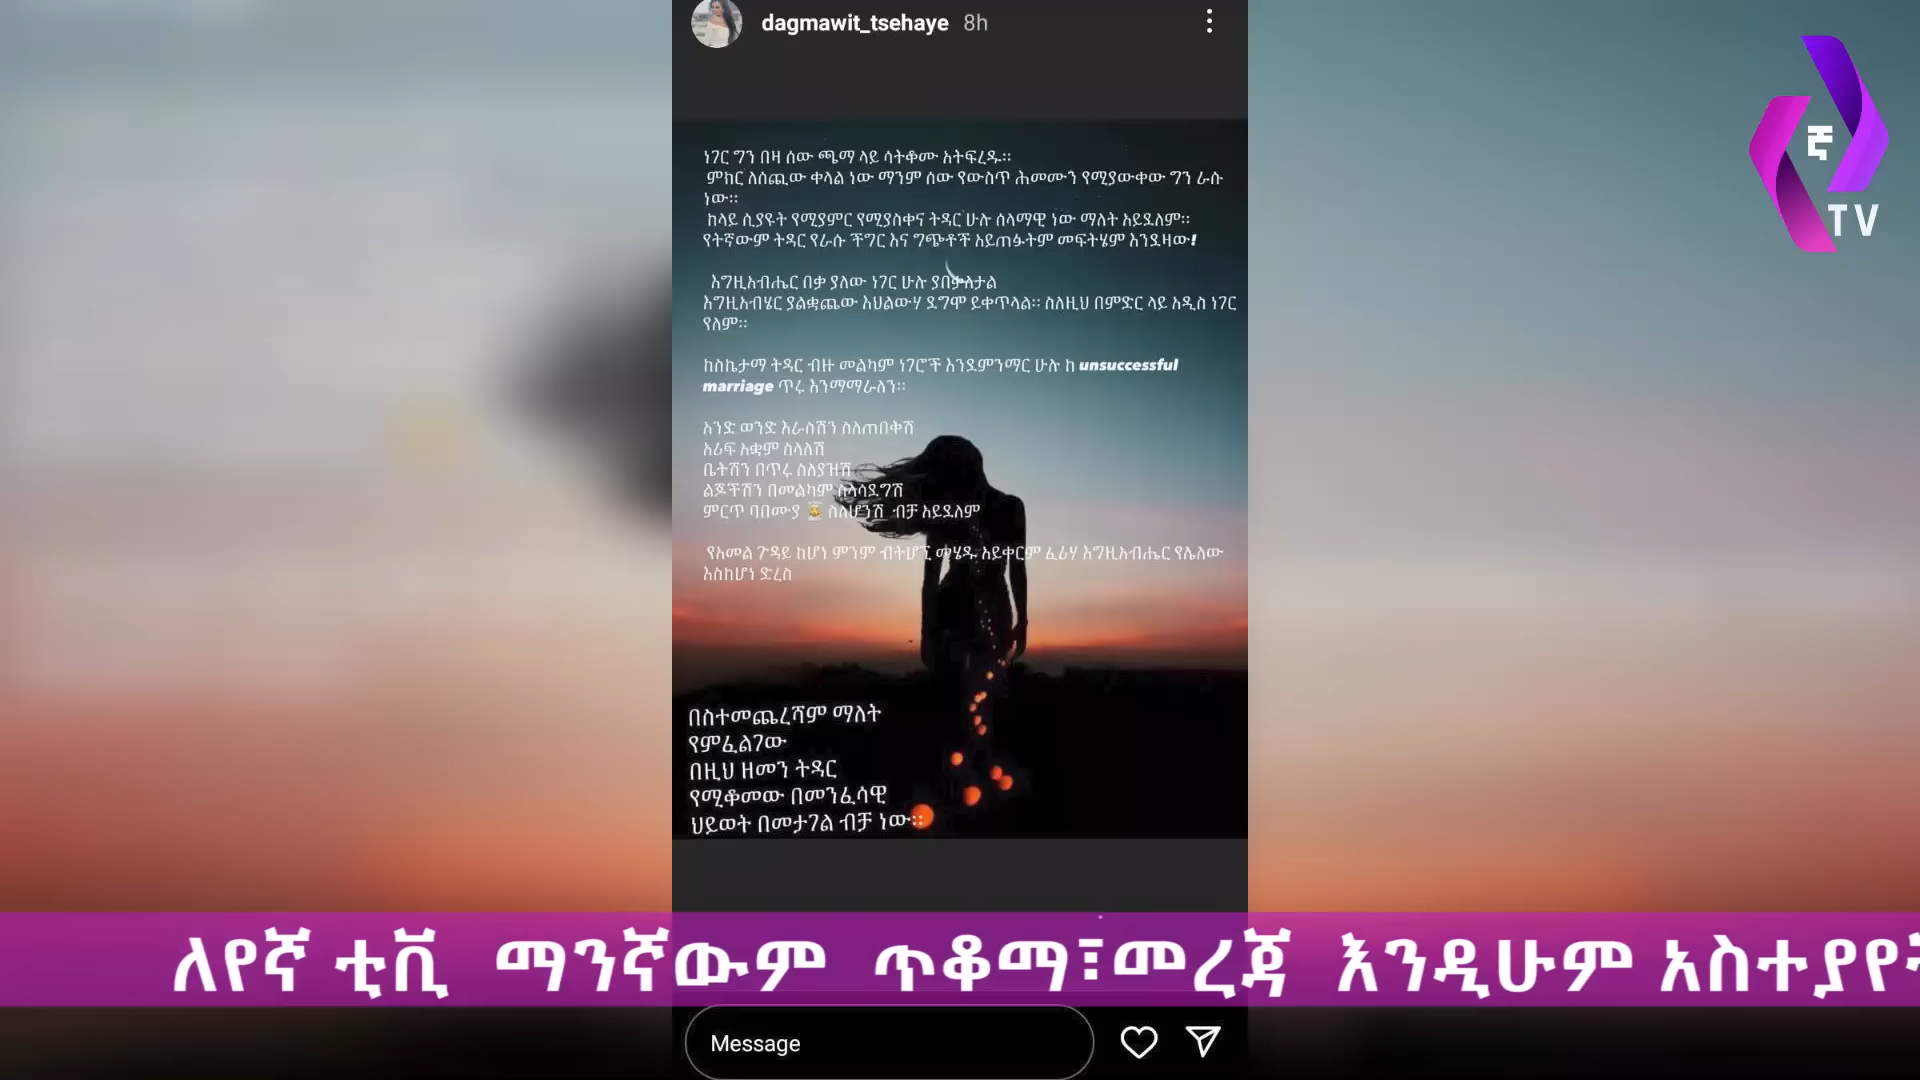 dagmawit_tsehaye 8h
ነገር ግን በዛ ሰው ጫማ ላይ ሳትቆሙ አትፍረዱ።
ምክር ለሰጪው ቀላል ነው ማንም ሰው የውስጥ ሕመሙን የሚያውቀው ግን ራሱ
ነው።
ከላይ ሲያዩት የሚያምር የሚያስቀና ትዳር ሁሉ ሰላማዊ ነው ማለት አይደለም።
የትኛውም ትዳር የራሱ ችግር እና ግጭቶች አይጠፉትም መፍትሄም እንደዛው!
እግዚአብሔር በቃ ያለው ነገር ሁሉ ያበቃለታል
እግዚአብሄር ያልቋጨው እህልውሃ ደግሞ ይቀጥላል። ስለዚህ በምድር ላይ አዲስ ነገር
የለም።
ከስኬታማ ትዳር ብዙ መልካም ነገሮች እንደምንማር ሁሉ ከ unsuccessful
marriage ጥሩ እንማማራለን።
አንድ ወንድ እራስሽን ስለጠበቅሽ
አሪፍ አቋም ስላለሽ
ቤትሽን በጥሩ ስለያዝሽ
ልጆችሽን በመልካም ስላሳደግሽ
ምርጥ ባበሙያ ስለሆንሽ ብቻ አይደለም
የአመል ጉዳይ ከሆነ ምንም ብትሆኚ መሄዱ አይቀርም ፈሪሃ እግዚአብሔር የሌለው
እስከሆነ ድረስ
በስተመጨረሻም ማለት
የምፈልገው
በዚህ ዘመን ትዳር
የሚቆመው በመንፈሳዊ
ህይወት በመታገል ብቻ ነው።
ኛ
TV
ለየኛ ቲቪ ማንኛውም ጥቆማ፣መረጃ እንዲሁም አስተያየት
Message